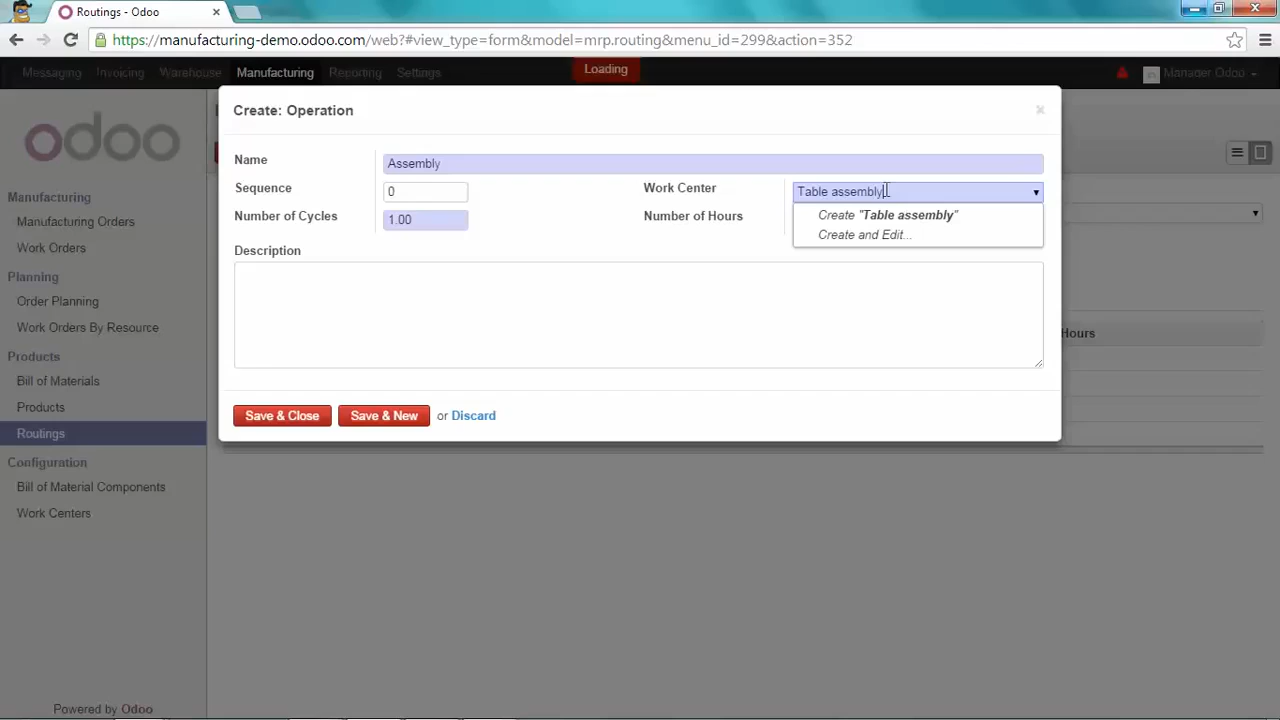 Routings - Odoo
https://manufacturing-demo.odoo.com/web?#view_type=form&model=mrp.routing&menu_id=299&action=352
Messaging Invoicing Warehouse Manufacturing Reporting Settings
Loading
Manader Odoo
odoo
Create: Operation
Name
Assembly
Sequence
0
Work Center
Table assembly
Number of Cycles
1.00
Number of Hours
Create "Table assembly"
Create and Edit...
Description
Save & Close
Save & New
or Discard
Manufacturing
Manufacturing Orders
Work Orders
Planning
Order Planning
Work Orders By Resource
Products
Bill of Materials
Products
Routings
Configuration
Bill of Material Components
Work Centers
Hours
Powered by Odoo